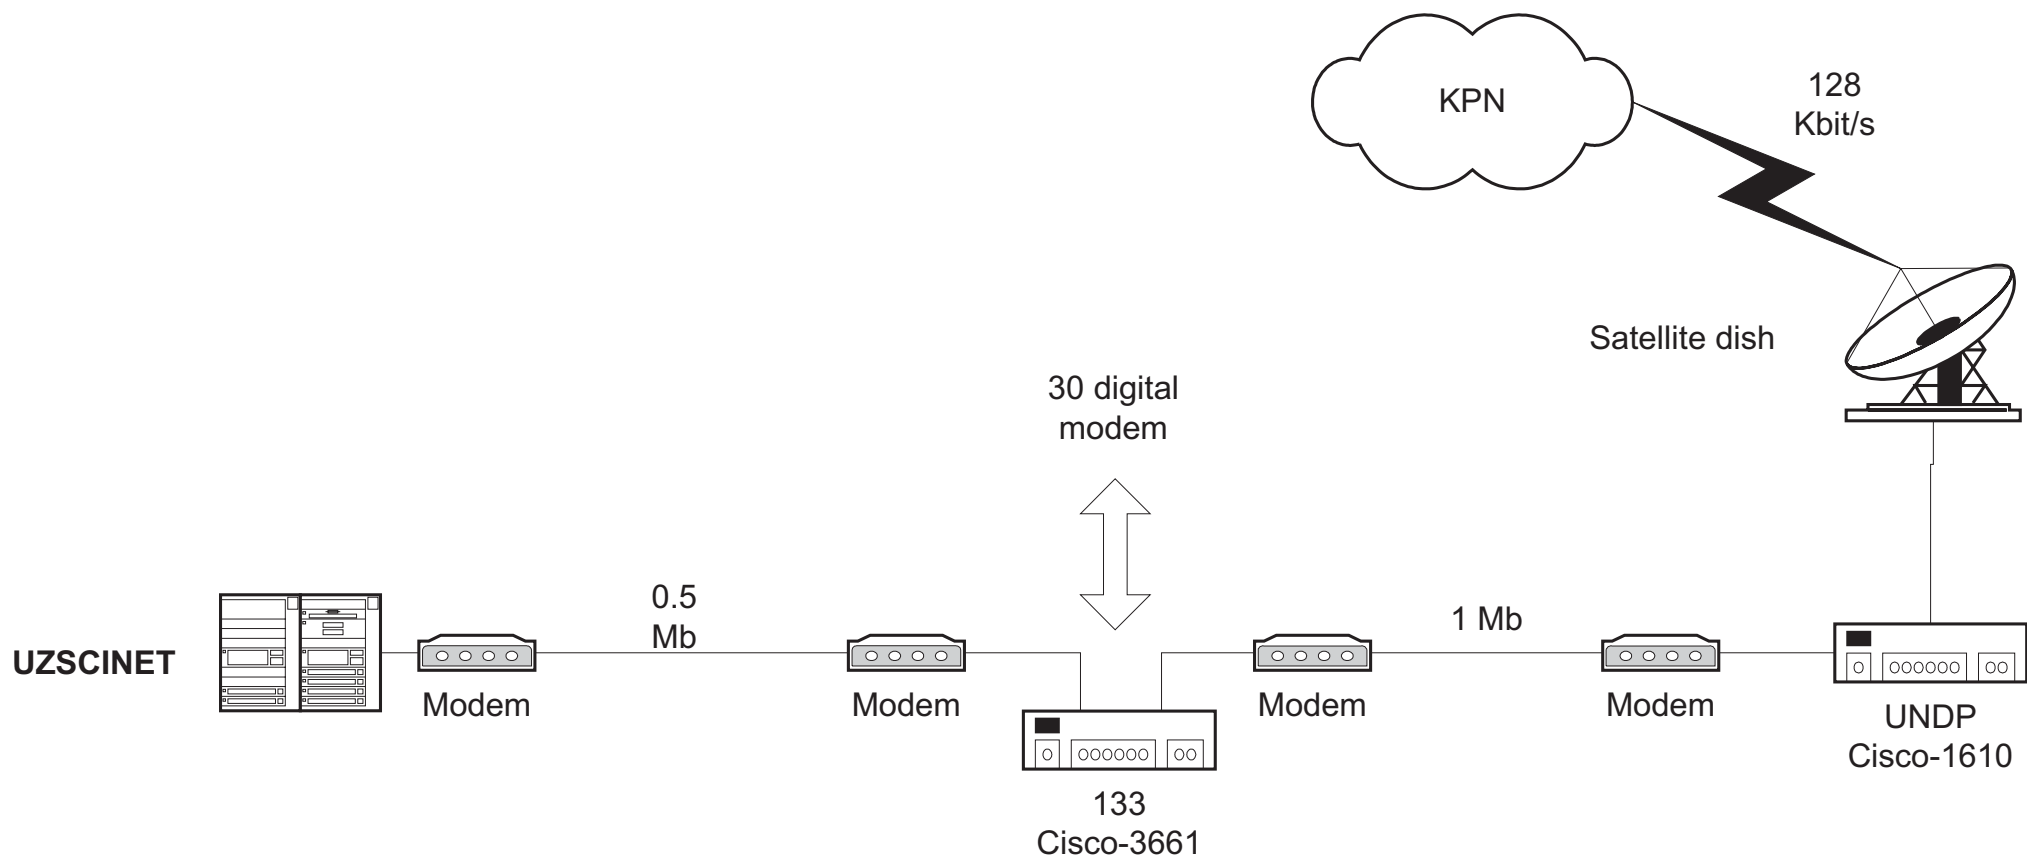 KPN
128
Kbit/s
Satellite dish
30 digital
modem
0.5
Mb
1 Mb
UZSCINET
Modem
Modem
Modem
Modem
UNDP
Cisco-1610
133
Cisco-3661